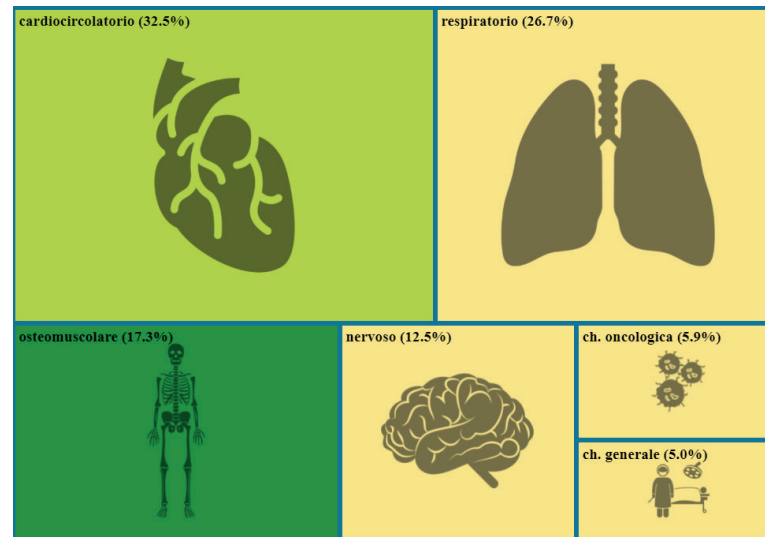 cardiocircolatorio (32.5%)
respiratorio (26.7%)
osteomuscolare (17.3%)
nervoso (12.5%)
ch. oncologica (5.9%)
ch. generale (5.0%)